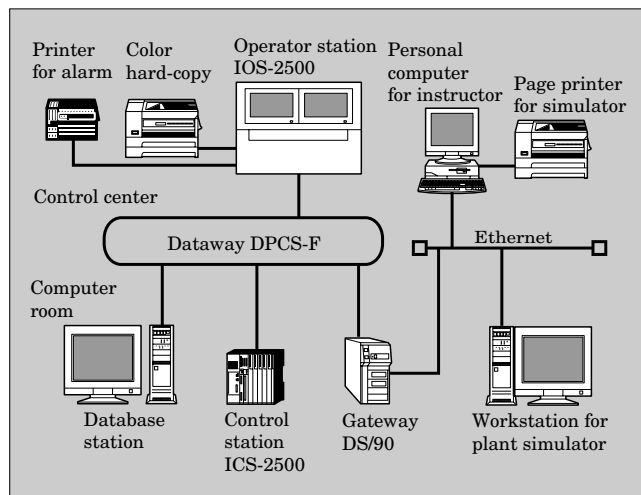 Printer
for alarm
Color
hard-copy
Operator station
IOS-2500
Personal
computer
for instructor
Page printer
for simulator
Control center
Dataway DPCS-F
Ethernet
Computer
room
Database
station
Control
station
ICS-2500
Gateway
DS/90
Workstation for
plant simulator